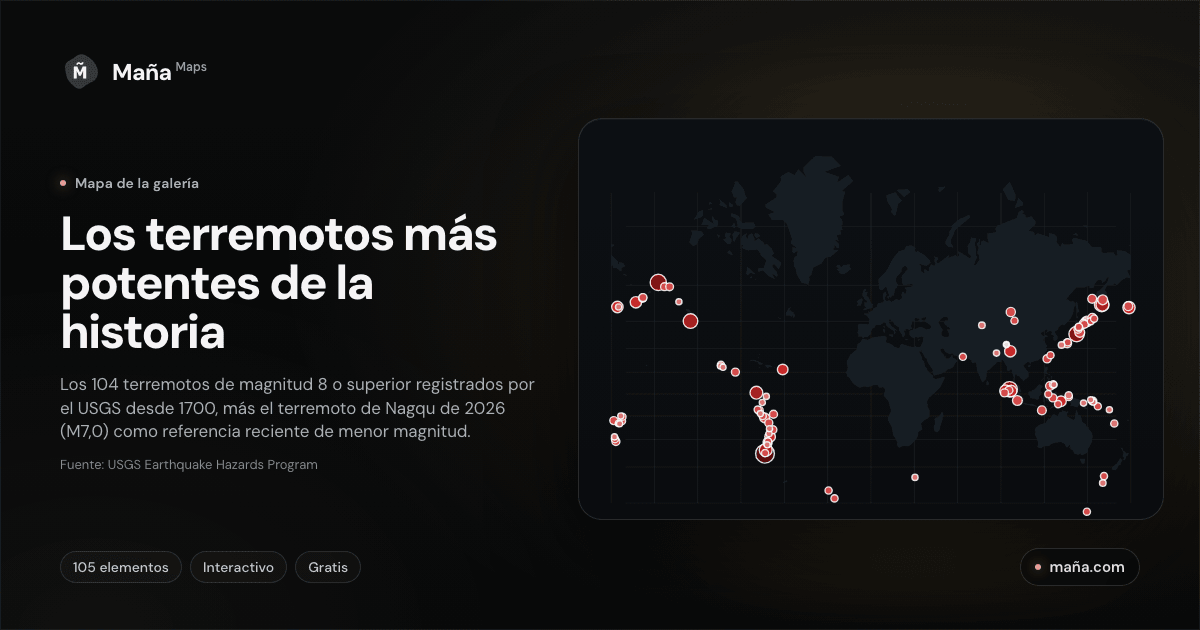 M̃
Maña Maps
Mapa de la galería
Los terremotos más
potentes de la
historia
Los 104 terremotos de magnitud 8 o superior registrados por
el USGS desde 1700, más el terremoto de Nagqu de 2026
(M7,0) como referencia reciente de menor magnitud.
Fuente: USGS Earthquake Hazards Program
105 elementos
Interactivo
Gratis
maña.com